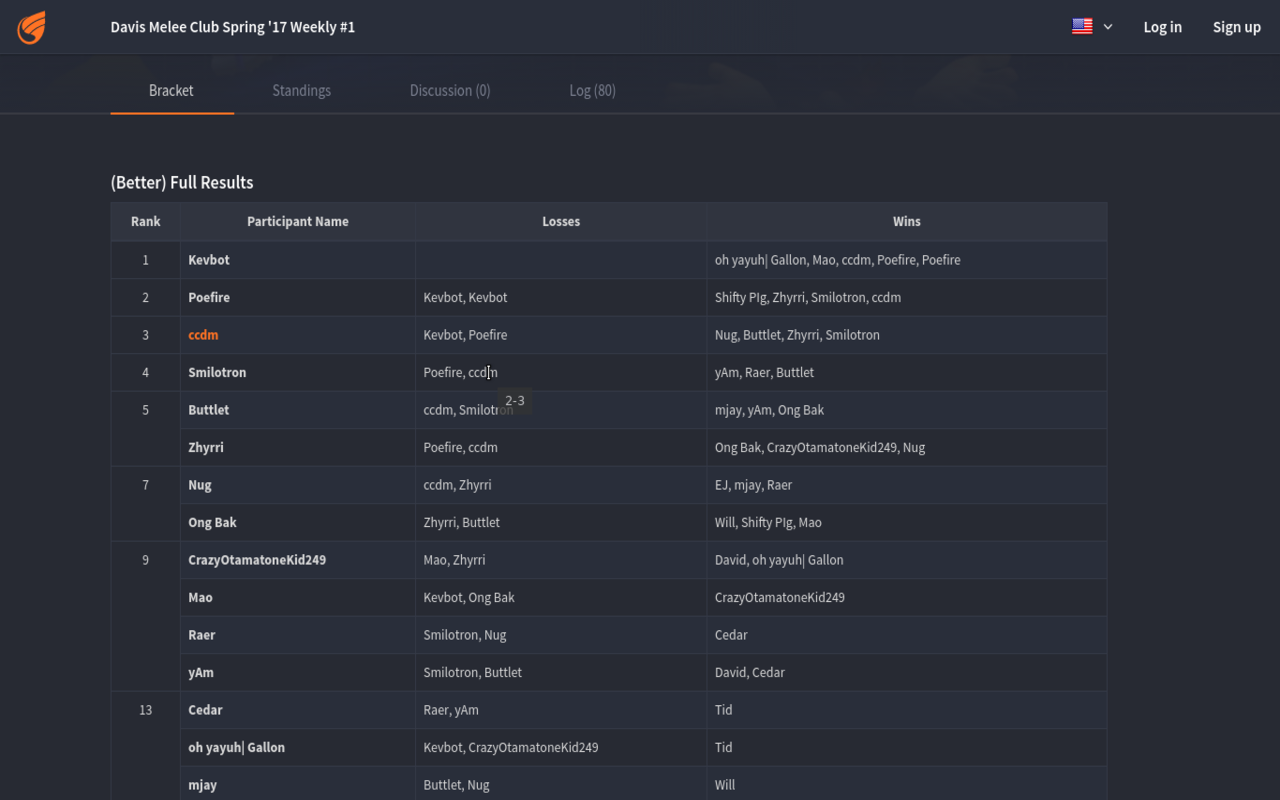 Davis Melee Club Spring '17 Weekly #1
Log in
Sign up
Bracket
Standings
Discussion (0)
Log (80)
(Better) Full Results
Rank Participant Name Losses Wins
1 Kevbot oh yayuh| Gallon, Mao, ccdm, Poefire, Poefire
2 Poefire Kevbot, Kevbot Shifty PIg, Zhyrri, Smilotron, ccdm
3 ccdm Kevbot, Poefire Nug, Buttlet, Zhyrri, Smilotron
4 Smilotron Poefire, ccdm yAm, Raer, Buttlet
2-3
5 Buttlet ccdm, Smilotron mjay, yAm, Ong Bak
Zhyrri Poefire, ccdm Ong Bak, CrazyOtamatoneKid249, Nug
7 Nug ccdm, Zhyrri EJ, mjay, Raer
Ong Bak Zhyrri, Buttlet Will, Shifty PIg, Mao
9 CrazyOtamatoneKid249 Mao, Zhyrri David, oh yayuh| Gallon
Mao Kevbot, Ong Bak CrazyOtamatoneKid249
Raer Smilotron, Nug Cedar
yAm Smilotron, Buttlet David, Cedar
13 Cedar Raer, yAm Tid
oh yayuh| Gallon Kevbot, CrazyOtamatoneKid249 Tid
mjay Buttlet, Nug Will